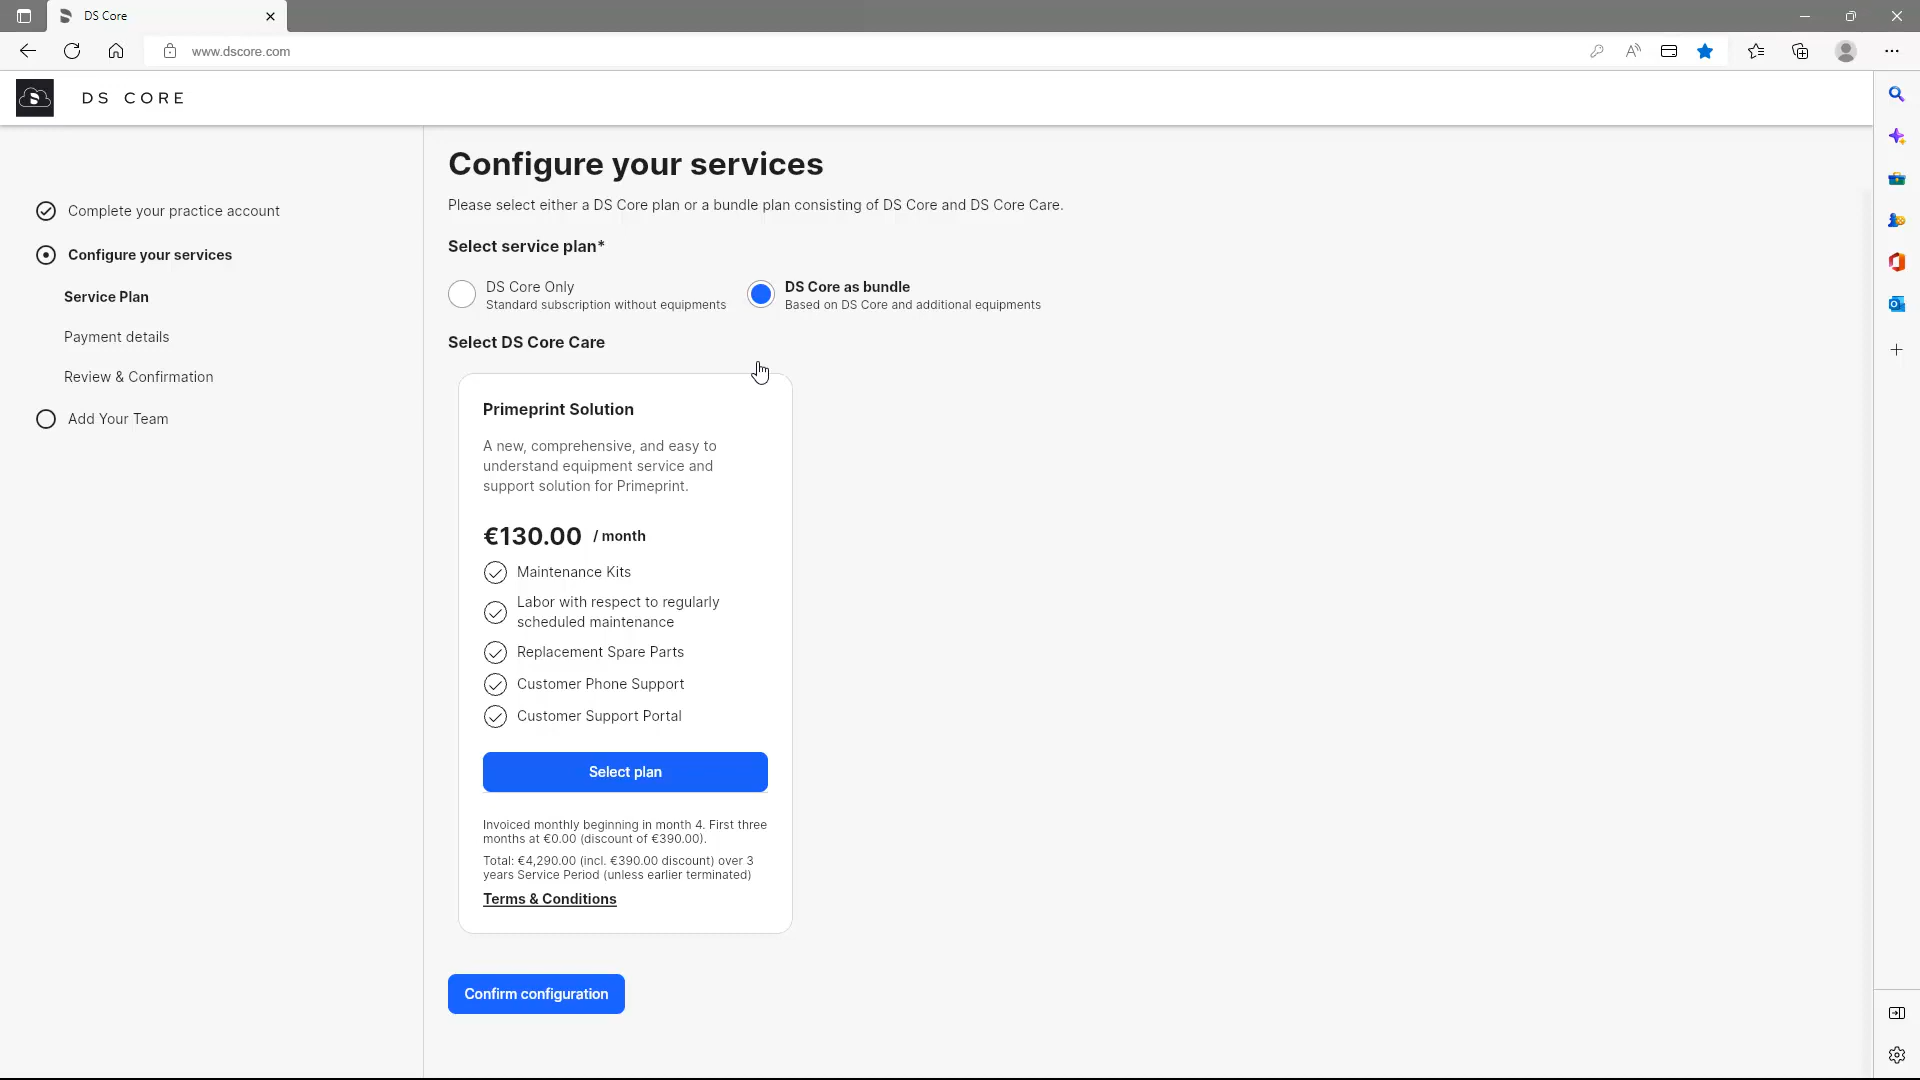 DS Core
www.dscore.com
DS CORE
Complete your practice account
Configure your services
Service Plan
Payment details
Review & Confirmation
Add Your Team
Configure your services
Please select either a DS Core plan or a bundle plan consisting of DS Core and DS Core Care.
Select service plan*
DS Core Only
Standard subscription without equipments
DS Core as bundle
Based on DS Core and additional equipments
Select DS Core Care
Primeprint Solution
A new, comprehensive, and easy to
understand equipment service and
support solution for Primeprint.
€130.00 / month
Maintenance Kits
Labor with respect to regularly
scheduled maintenance
Replacement Spare Parts
Customer Phone Support
Customer Support Portal
Select plan
Invoiced monthly beginning in month 4. First three
months at €0.00 (discount of €390.00).
Total: €4,290.00 (incl. €390.00 discount) over 3
years Service Period (unless earlier terminated)
Terms & Conditions
Confirm configuration